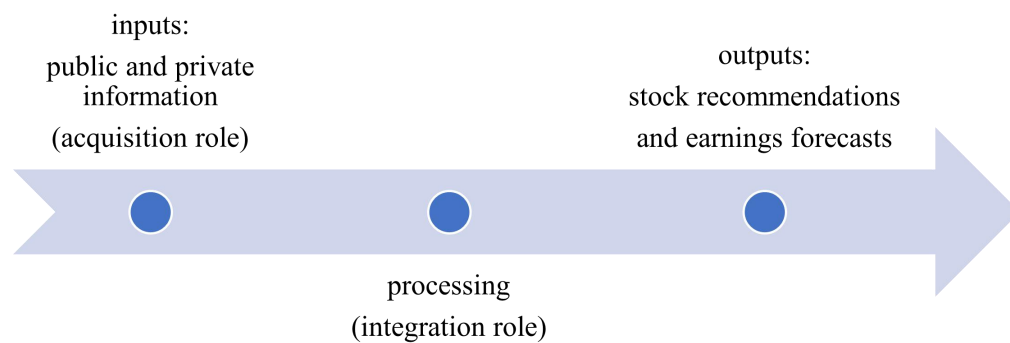 inputs:
public and private
information
(acquisition role)
processing
(integration role)
outputs:
stock recommendations
and earnings forecasts